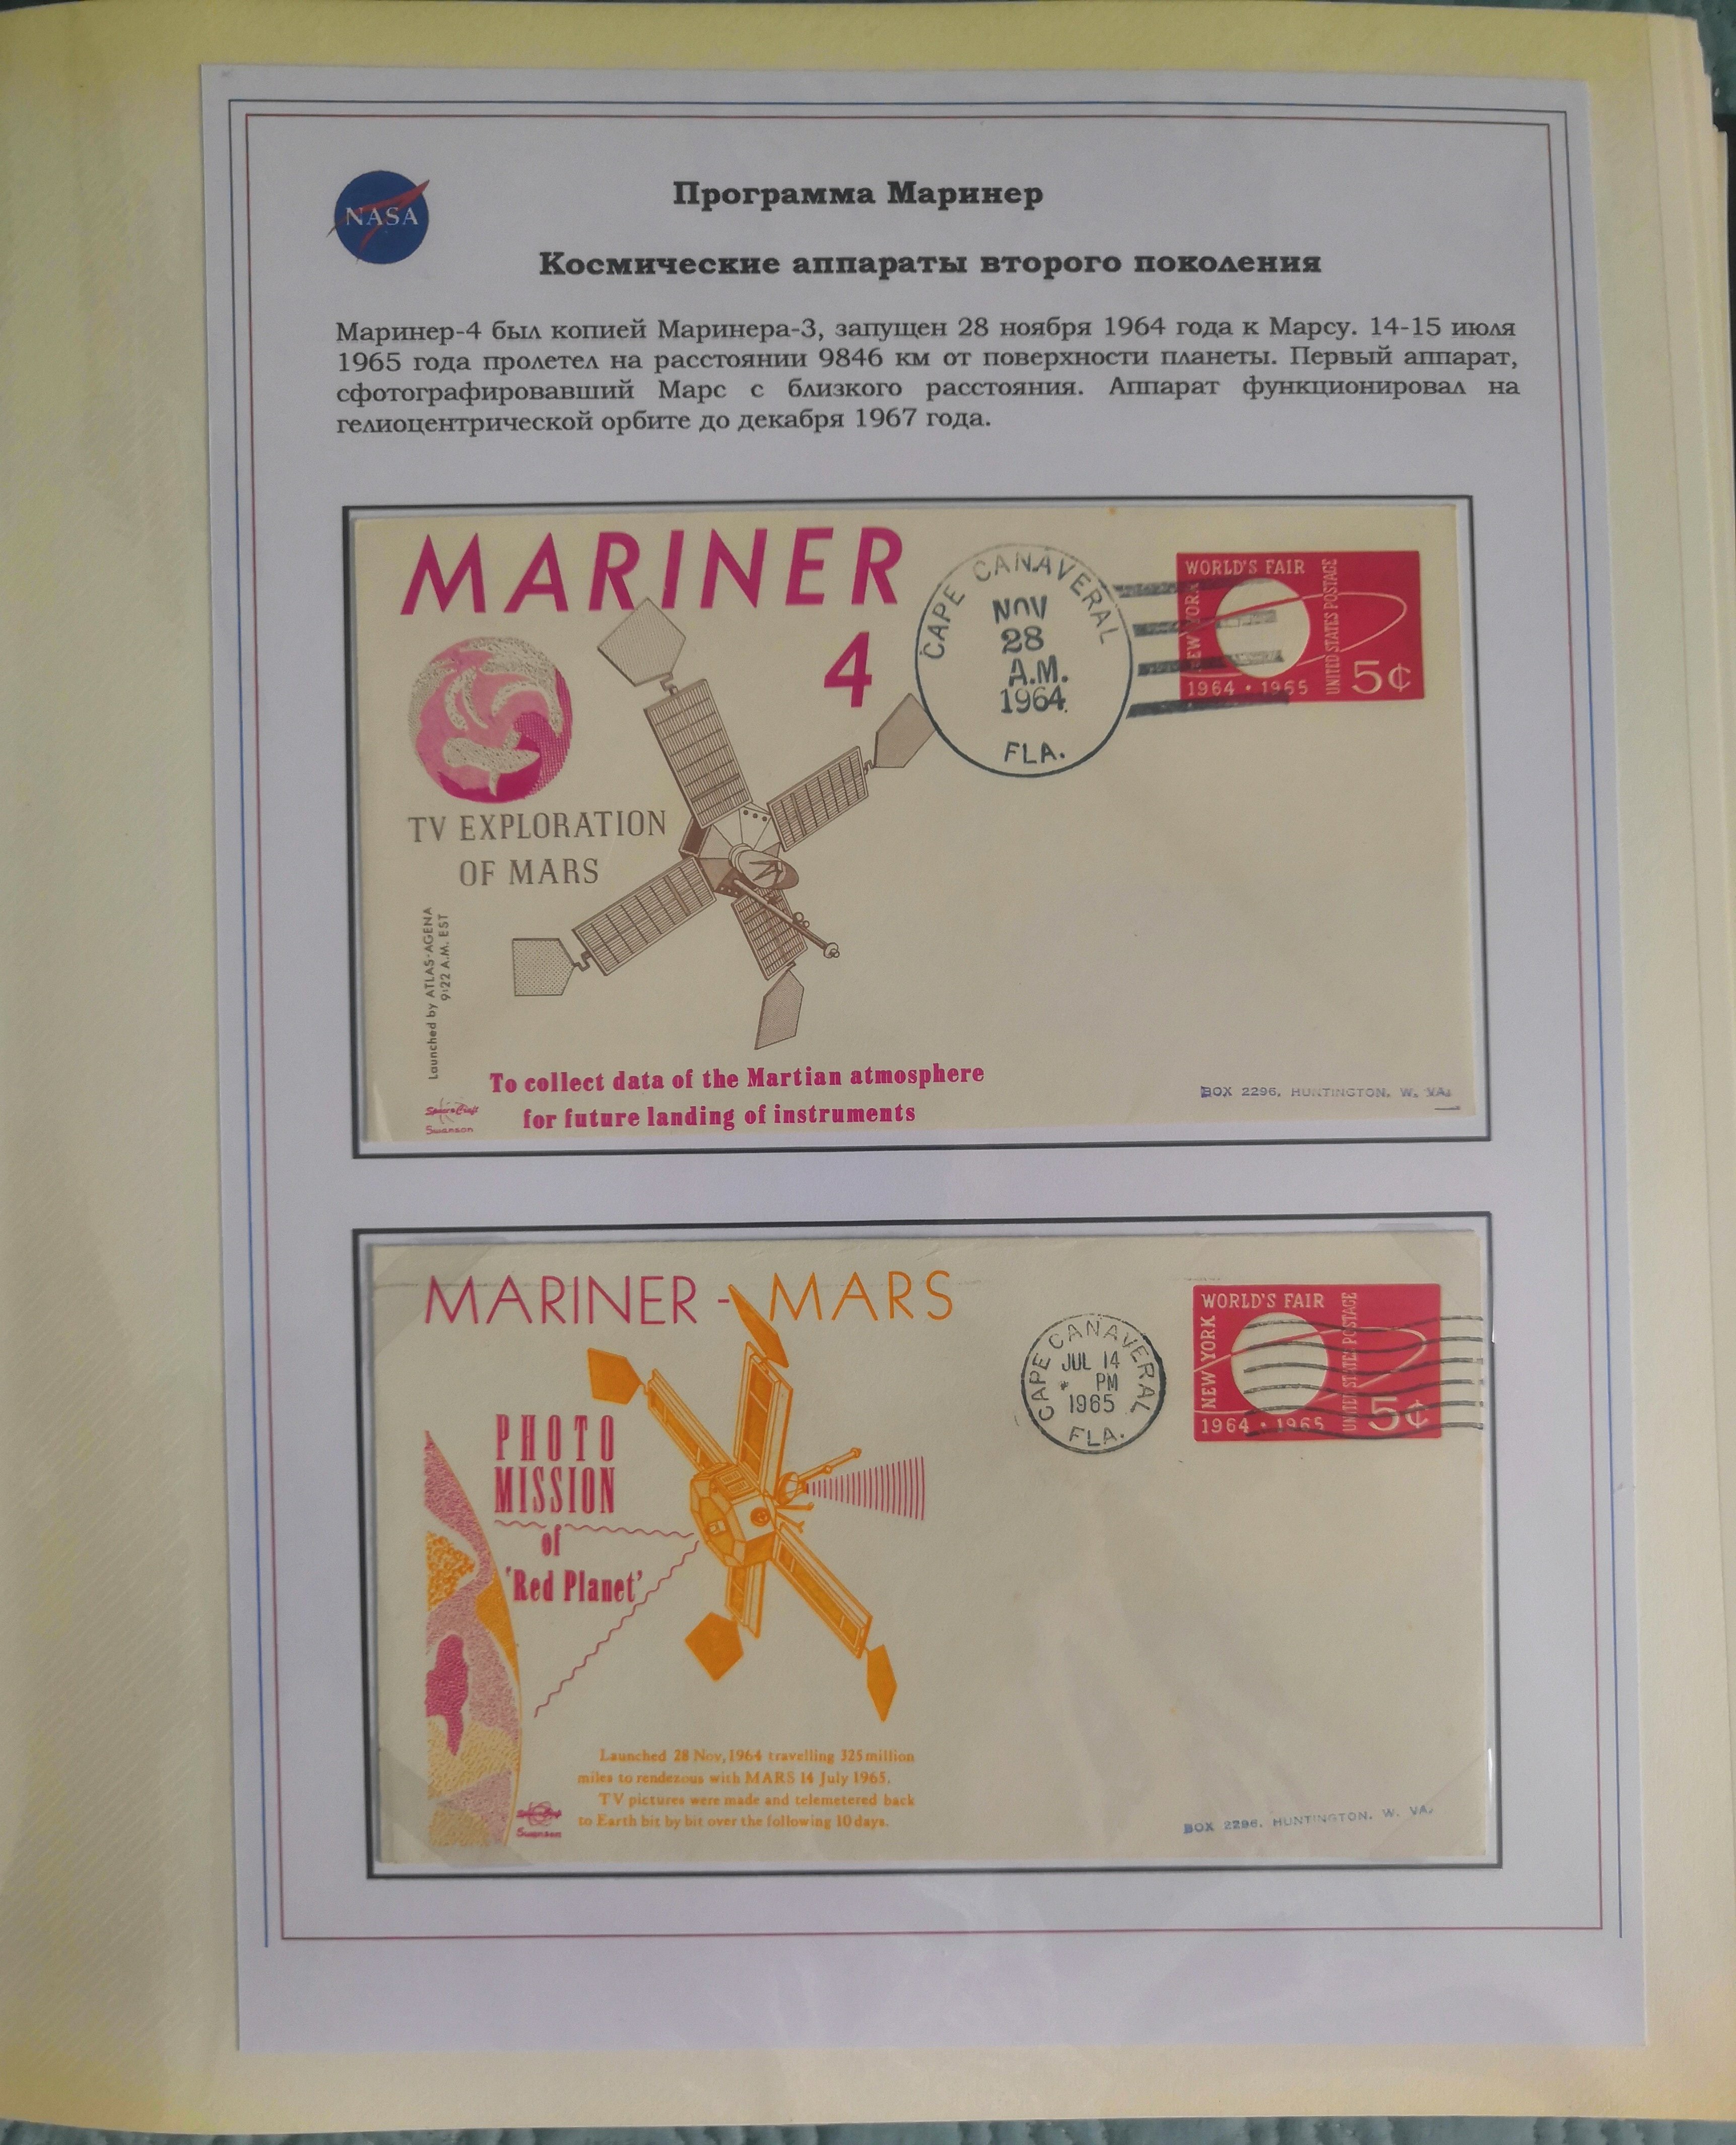 NASA
Программа Маринер
Космические аппараты второго поколения
Маринер-4 был копией Маринера-3, запущен 28 ноября 1964 года к Марсу. 14-15 июля
1965 года пролетел на расстоянии 9846 км от поверхности планеты. Первый аппарат,
сфотографировавший Марс с близкого расстояния. Аппарат функционировал на
гелиоцентрической орбите до декабря 1967 года.
MARINER
4
TV EXPLORATION
OF MARS
Launched by ATLAS-AGENA
9:22 A.M. EST
To collect data of the Martian atmosphere
for future landing of instruments
SpaceCraft
Swanson
CAPE CANAVERAL
NOV
28
A.M.
1964
FLA.
WORLD'S FAIR
NEW YORK
UNITED STATES POSTAGE
1964 • 1965
5¢
BOX 2296, HUNTINGTON, W. VA.
MARINER - MARS
PHOTO
MISSION
of
'Red Planet'
Launched 28 Nov, 1964 travelling 325 million
miles to rendezous with MARS 14 July 1965.
TV pictures were made and telemetered back
to Earth bit by bit over the following 10 days.
SpaceCraft
Swanson
CAPE CANAVERAL
JUL 14
PM
1965
FLA.
WORLD'S FAIR
NEW YORK
UNITED STATES POSTAGE
1964 • 1965
5¢
BOX 2296, HUNTINGTON, W. VA.